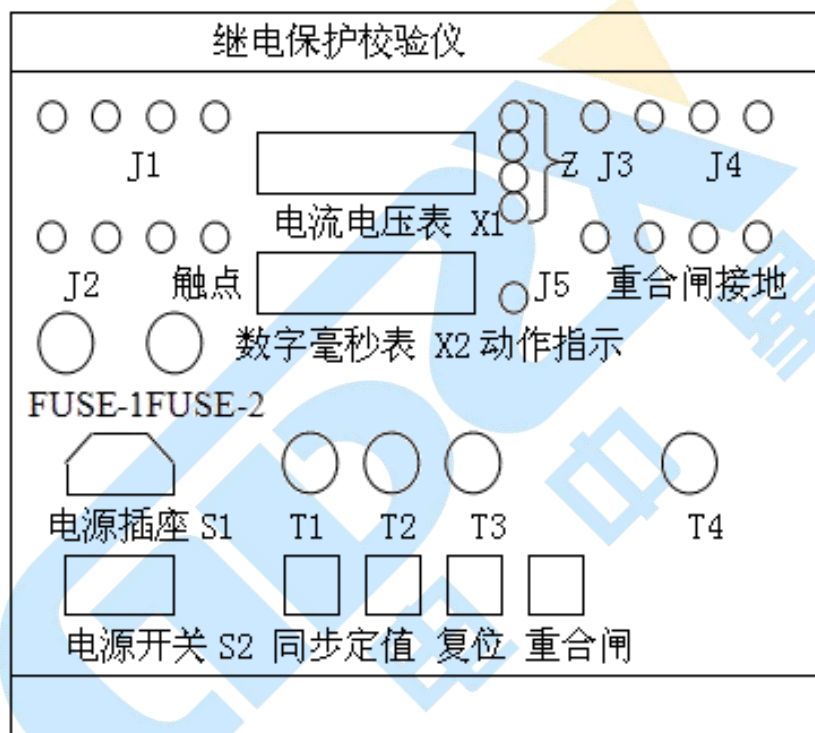 继电保护校验仪
J1 Z J3 J4
电流电压表 X1
J2 触点 J5 重合闸接地
数字毫秒表 X2 动作指示
FUSE-1FUSE-2
电源插座 S1 T1 T2 T3 T4
电源开关 S2 同步定值 复位 重合闸